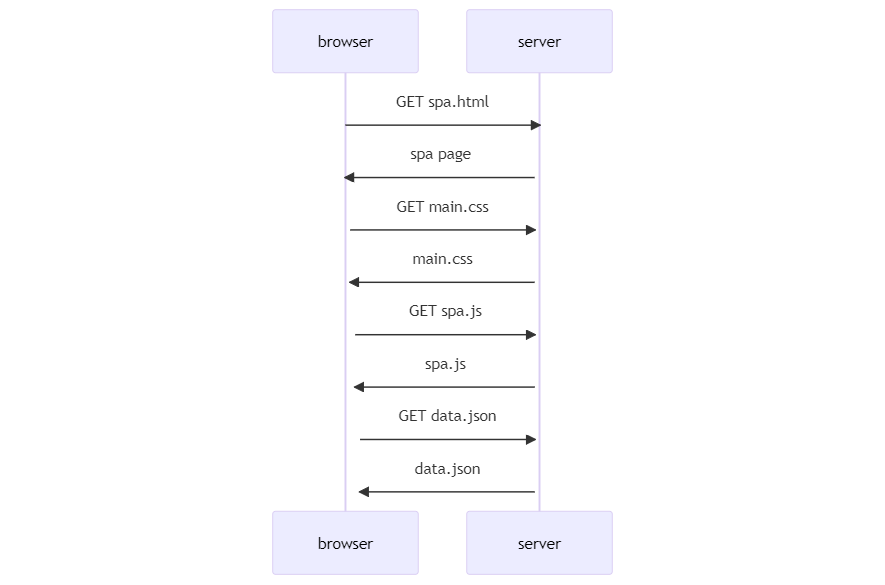 browser
server
GET spa.html
spa page
GET main.css
main.css
GET spa.js
spa.js
GET data.json
data.json
browser
server